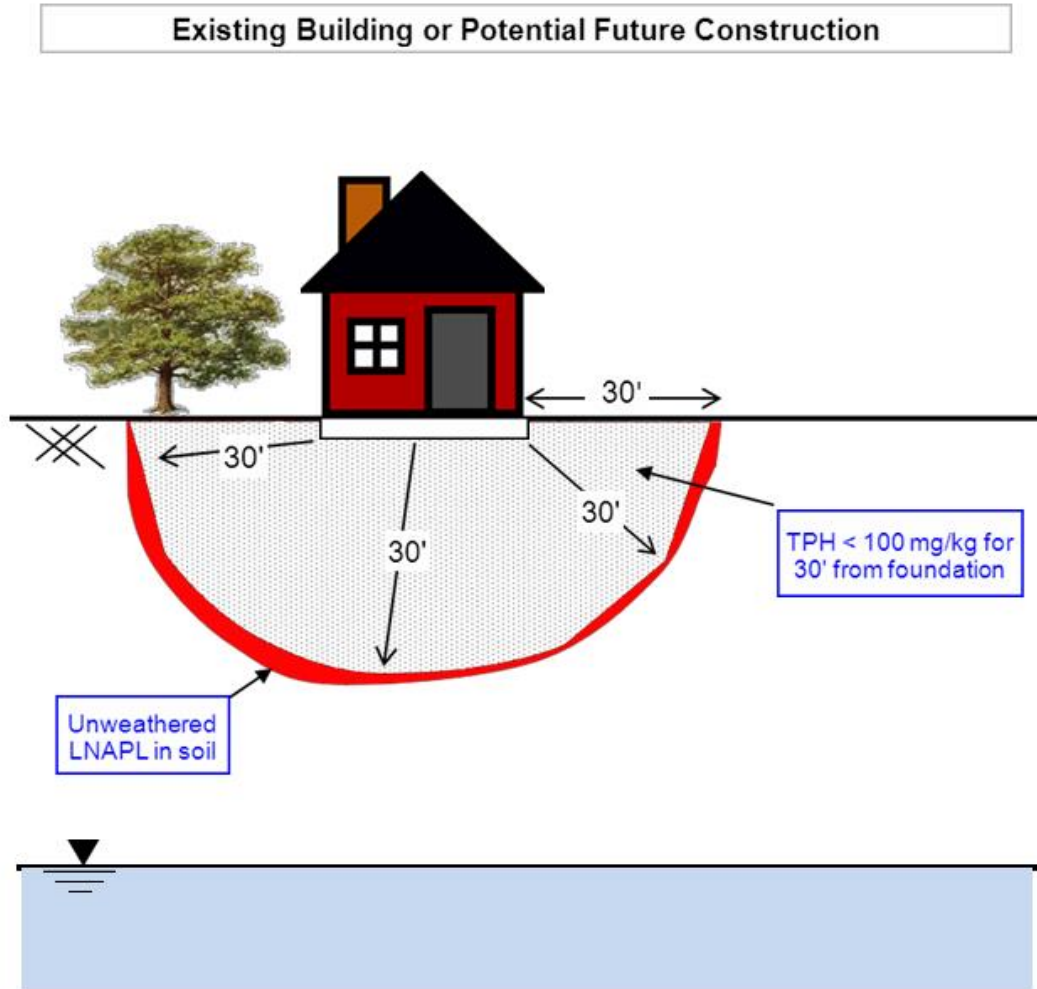 Existing Building or Potential Future Construction
30'
30'
30'
30'
TPH < 100 mg/kg for
30' from foundation
Unweathered
LNAPL in soil